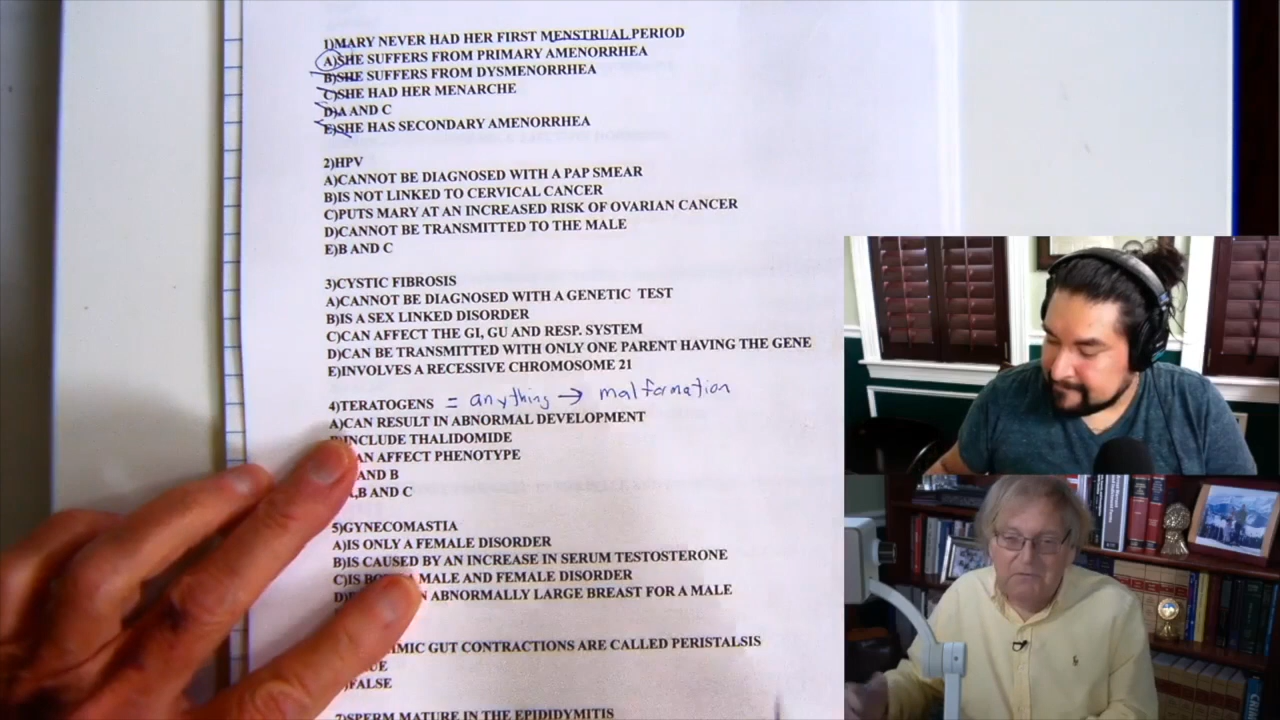 1)MARY NEVER HAD HER FIRST MENSTRUAL PERIOD
A)SHE SUFFERS FROM PRIMARY AMENORRHEA
B)SHE SUFFERS FROM DYSMENORRHEA
C)SHE HAD HER MENARCHE
D)A AND C
E)SHE HAS SECONDARY AMENORRHEA
2)HPV
A)CANNOT BE DIAGNOSED WITH A PAP SMEAR
B)IS NOT LINKED TO CERVICAL CANCER
C)PUTS MARY AT AN INCREASED RISK OF OVARIAN CANCER
D)CANNOT BE TRANSMITTED TO THE MALE
E)B AND C
3)CYSTIC FIBROSIS
A)CANNOT BE DIAGNOSED WITH A GENETIC TEST
B)IS A SEX LINKED DISORDER
C)CAN AFFECT THE GI, GU AND RESP. SYSTEM
D)CAN BE TRANSMITTED WITH ONLY ONE PARENT HAVING THE GENE
E)INVOLVES A RECESSIVE CHROMOSOME 21
4)TERATOGENS = anything → malformation
A)CAN RESULT IN ABNORMAL DEVELOPMENT
INCLUDE THALIDOMIDE
AN AFFECT PHENOTYPE
AND B
A,B AND C
5)GYNECOMASTIA
A)IS ONLY A FEMALE DISORDER
B)IS CAUSED BY AN INCREASE IN SERUM TESTOSTERONE
C)IS A MALE AND FEMALE DISORDER
D) ABNORMALLY LARGE BREAST FOR A MALE
GUT CONTRACTIONS ARE CALLED PERISTALSIS
FALSE
7)SPERM MATURE IN THE EPIDIDYMITIS